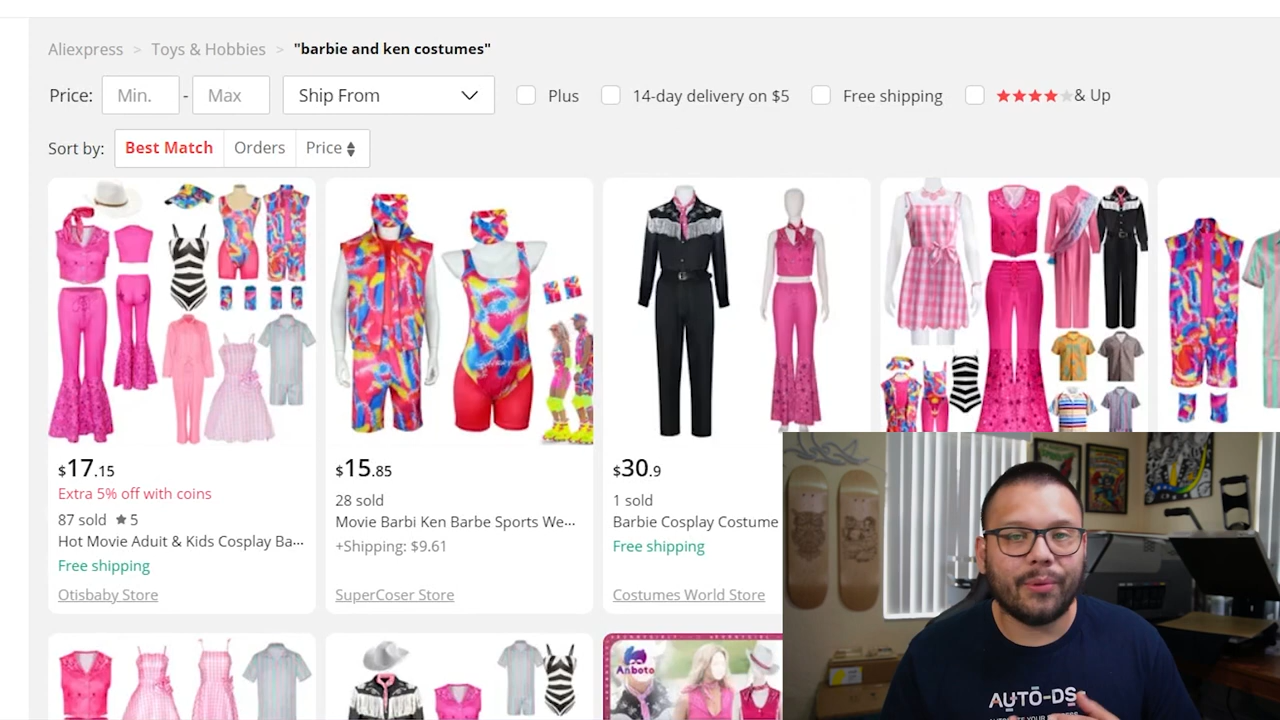 Aliexpress > Toys & Hobbies > "barbie and ken costumes"
Price: Min. - Max Ship From Plus 14-day delivery on $5 Free shipping & Up
Sort by: Best Match Orders Price
$17.15
Extra 5% off with coins
87 sold ★ 5
Hot Movie Aduit & Kids Cosplay Ba...
Free shipping
Otisbaby Store
$15.85
28 sold
Movie Barbi Ken Barbe Sports We...
+Shipping: $9.61
SuperCoser Store
$30.9
1 sold
Barbie Cosplay Costume
Free shipping
Costumes World Store
Anboto
AUTO-DS